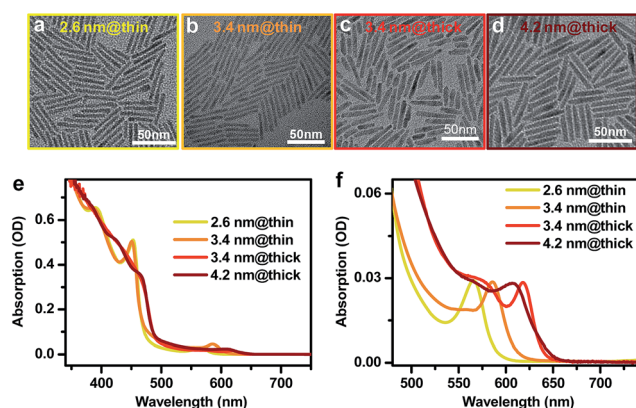 a 2.6 nm@thin
50nm
b 3.4 nm@thin
50nm
c 3.4 nm@thick
50nm
d 4.2 nm@thick
50nm
e
Absorption (OD)
0.6
0.4
0.2
0.0
2.6 nm@thin
3.4 nm@thin
3.4 nm@thick
4.2 nm@thick
400 500 600 700
Wavelength (nm)
f
Absorption (OD)
0.06
0.03
0.00
2.6 nm@thin
3.4 nm@thin
3.4 nm@thick
4.2 nm@thick
500 550 600 650 700
Wavelength (nm)